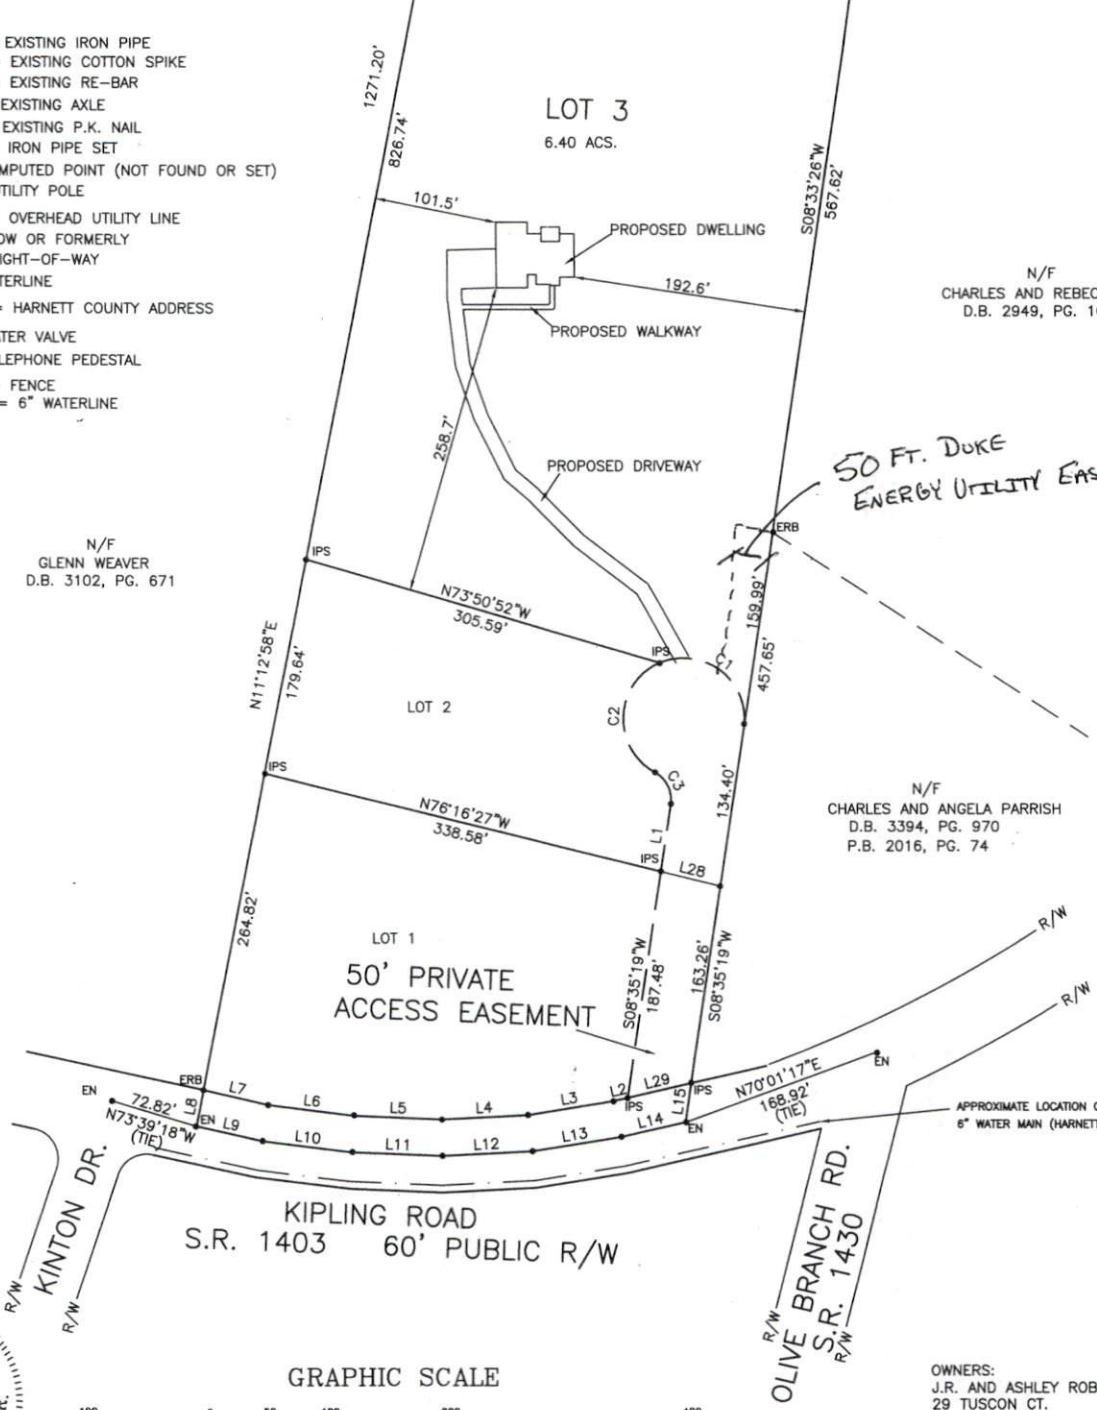 EXISTING IRON PIPE
EXISTING COTTON SPIKE
EXISTING RE-BAR
EXISTING AXLE
EXISTING P.K. NAIL
IRON PIPE SET
MPUTED POINT (NOT FOUND OR SET)
TILITY POLE
OVERHEAD UTILITY LINE
OW OR FORMERLY
IGHT-OF-WAY
TERLINE
= HARNETT COUNTY ADDRESS
TER VALVE
LEPHONE PEDESTAL
FENCE
= 6" WATERLINE
1271.20'
826.74'
LOT 3
6.40 ACS.
S08°33'26"W
567.62'
101.5'
PROPOSED DWELLING
192.6'
PROPOSED WALKWAY
N/F
CHARLES AND REBEC
D.B. 2949, PG. 1
258.7'
PROPOSED DRIVEWAY
50 FT. DUKE
ENERGY UTILITY EAS
ERB
N/F
GLENN WEAVER
D.B. 3102, PG. 671
IPS
N73°50'52"W
305.59'
IPS
C1
159.99'
457.65'
N11°12'58"E
179.64'
LOT 2
C2
C3
IPS
N76°16'27"W
338.58'
L1
134.40'
IPS
L28
N/F
CHARLES AND ANGELA PARRISH
D.B. 3394, PG. 970
P.B. 2016, PG. 74
264.82'
LOT 1
50' PRIVATE
ACCESS EASEMENT
S08°35'19"W
187.48'
163.26'
S08°35'19"W
R/W
R/W
ERB
EN
L7
L6
L5
L4
L3
L2
L29
IPS
IPS
EN
N70°01'17"E
168.92'
(TIE)
72.82'
N73°39'18"W
(TIE)
L8
EN
L9
L10
L11
L12
L13
L14
L15
EN
APPROXIMATE LOCATION
6" WATER MAIN (HARNET
KINTON DR.
R/W
R/W
KIPLING ROAD
S.R. 1403 60' PUBLIC R/W
OLIVE BRANCH RD.
S.R. 1430
R/W
R/W
GRAPHIC SCALE
OWNERS:
J.R. AND ASHLEY ROB
29 TUSCON CT.